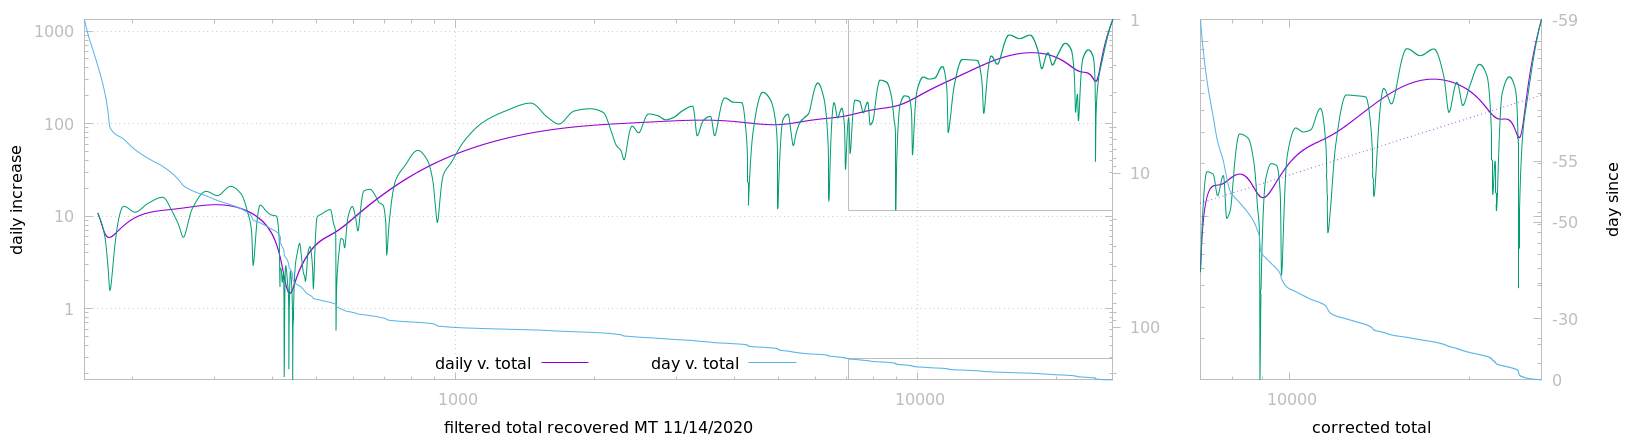 1000
100
10
1
daily increase
1
10
100
daily v. total
day v. total
1000
10000
filtered total recovered MT 11/14/2020
-59
-55
-50
-30
0
day since
10000
corrected total